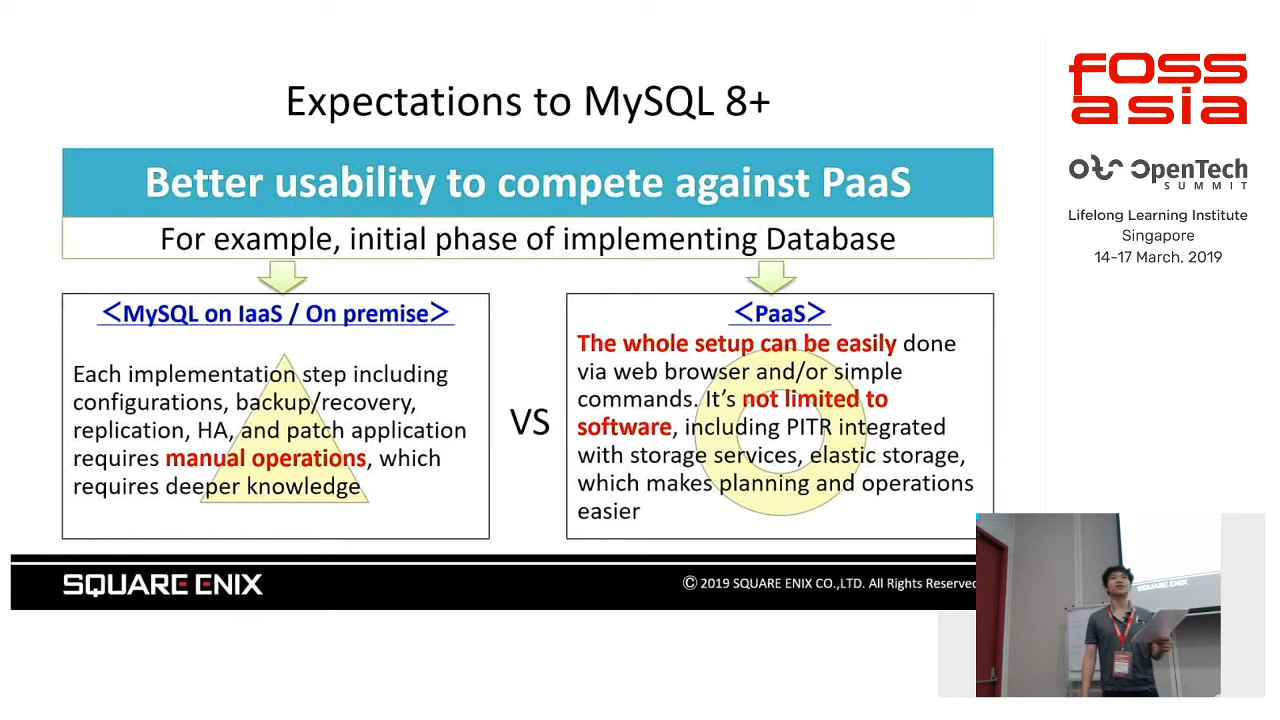 Expectations to MySQL 8+
Better usability to compete against PaaS
For example, initial phase of implementing Database
<MySQL on IaaS / On premise>
Each implementation step including
configurations, backup/recovery,
replication, HA, and patch application
requires manual operations, which
requires deeper knowledge
VS
<PaaS>
The whole setup can be easily done
via web browser and/or simple
commands. It's not limited to
software, including PITR integrated
with storage services, elastic storage,
which makes planning and operations
easier
SQUARE ENIX
© 2019 SQUARE ENIX CO.,LTD. All Rights Reserved
FOSS
ASIA
OTS OpenTech
SUMMIT
Lifelong Learning Institute
Singapore
14-17 March, 2019
SQUARE ENIX